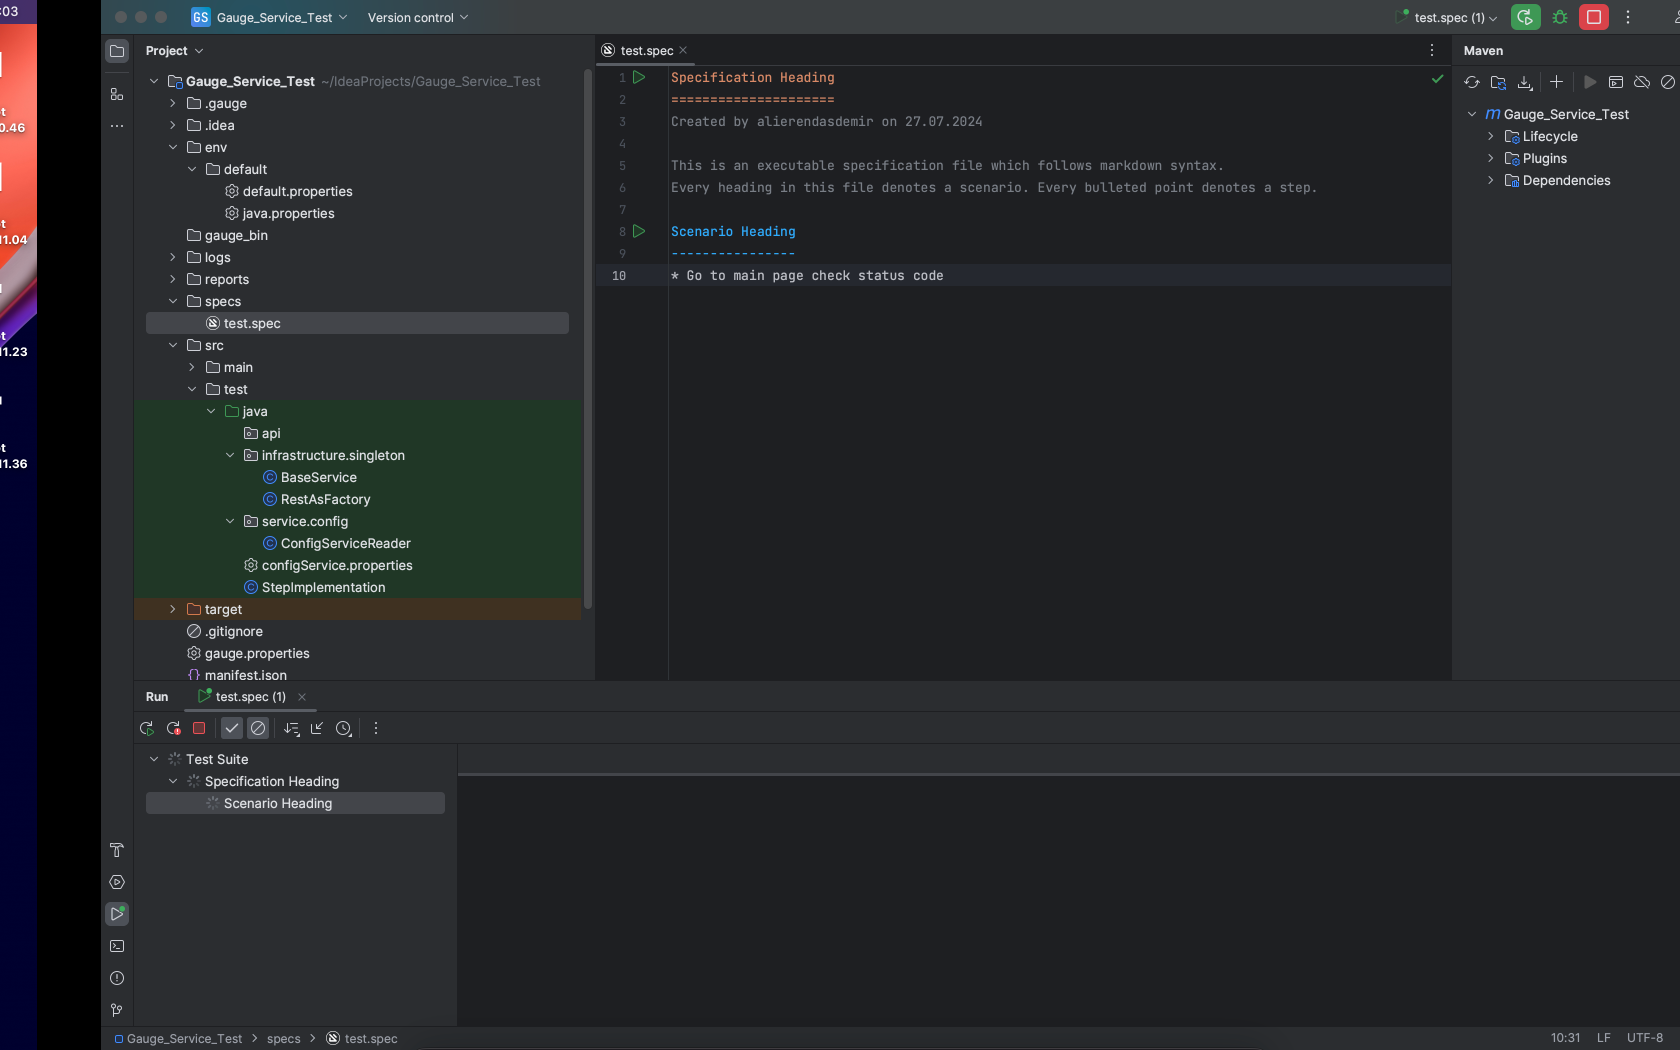 :03
t
0.46
t
11.04
t
11.23
t
11.36
GS Gauge_Service_Test Version control test.spec (1)
Project
Gauge_Service_Test ~/IdeaProjects/Gauge_Service_Test
.gauge
.idea
env
default
default.properties
java.properties
gauge_bin
logs
reports
specs
test.spec
src
main
test
java
api
infrastructure.singleton
BaseService
RestAsFactory
service.config
ConfigServiceReader
configService.properties
StepImplementation
target
.gitignore
gauge.properties
manifest.json
test.spec
1 Specification Heading
2 =====================
3 Created by alierendasdemir on 27.07.2024
4
5 This is an executable specification file which follows markdown syntax.
6 Every heading in this file denotes a scenario. Every bulleted point denotes a step.
7
8 Scenario Heading
9 ----------------
10 * Go to main page check status code
Maven
Gauge_Service_Test
Lifecycle
Plugins
Dependencies
Run test.spec (1)
Test Suite
Specification Heading
Scenario Heading
Gauge_Service_Test > specs > test.spec 10:31 LF UTF-8